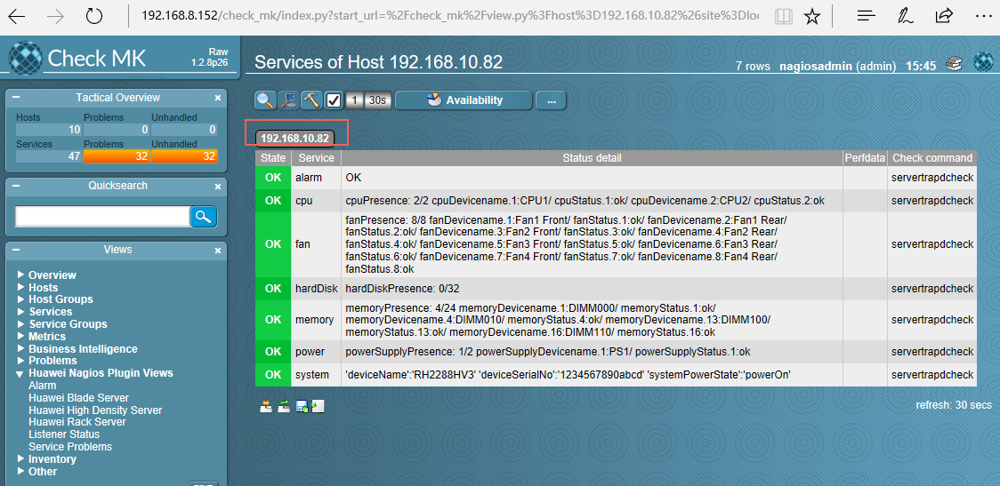 192.168.8.152/check_mk/index.py?start_url=%2Fcheck_mk%2Fview.py%3Fhost%3D192.168.10.82%26site%3Dloc
Check MK
Raw
1.2.8p26
Services of Host 192.168.10.82
7 rows nagiosadmin (admin) 15:45
Tactical Overview
Hosts Problems Unhandled
10 0 0
Services Problems Unhandled
47 32 32
Quicksearch
Views
Overview
Hosts
Host Groups
Services
Service Groups
Metrics
Business Intelligence
Problems
Huawei Nagios Plugin Views
Alarm
Huawei Blade Server
Huawei High Density Server
Huawei Rack Server
Listener Status
Service Problems
Inventory
Other
1 30s Availability ...
192.168.10.82
State Service Status detail Perfdata Check command
OK alarm OK servertrapdcheck
OK cpu cpuPresence: 2/2 cpuDevicename.1:CPU1/ cpuStatus.1:ok/ cpuDevicename.2:CPU2/ cpuStatus.2:ok servertrapdcheck
fanPresence: 8/8 fanDevicename.1:Fan1 Front/ fanStatus.1:ok/ fanDevicename.2:Fan1 Rear/
fanStatus.2:ok/ fanDevicename.3:Fan2 Front/ fanStatus.3:ok/ fanDevicename.4:Fan2 Rear/
OK fan fanStatus.4:ok/ fanDevicename.5:Fan3 Front/ fanStatus.5:ok/ fanDevicename.6:Fan3 Rear/ servertrapdcheck
fanStatus.6:ok/ fanDevicename.7:Fan4 Front/ fanStatus.7:ok/ fanDevicename.8:Fan4 Rear/
fanStatus.8:ok
OK hardDisk hardDiskPresence: 0/32 servertrapdcheck
memoryPresence: 4/24 memoryDevicename.1:DIMM000/ memoryStatus.1:ok/
OK memory memoryDevicename.4:DIMM010/ memoryStatus.4:ok/ memoryDevicename.13:DIMM100/ servertrapdcheck
memoryStatus.13:ok/ memoryDevicename.16:DIMM110/ memoryStatus.16:ok
OK power powerSupplyPresence: 1/2 powerSupplyDevicename.1:PS1/ powerSupplyStatus.1:ok servertrapdcheck
OK system 'deviceName':'RH2288HV3' 'deviceSerialNo':'1234567890abcd' 'systemPowerState':'powerOn' servertrapdcheck
refresh: 30 secs